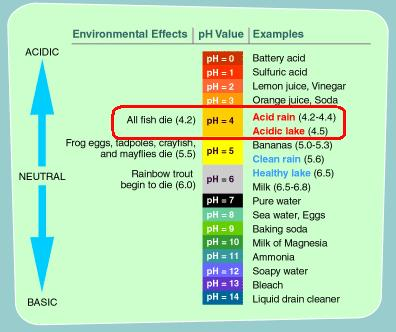 Environmental Effects pH Value Examples
ACIDIC
pH = 0 Battery acid
pH = 1 Sulfuric acid
pH = 2 Lemon juice, Vinegar
pH = 3 Orange juice, Soda
All fish die (4.2) pH = 4 Acid rain (4.2-4.4)
Acidic lake (4.5)
Frog eggs, tadpoles, crayfish,
and mayflies die (5.5)
pH = 5 Bananas (5.0-5.3)
Clean rain (5.6)
NEUTRAL
Rainbow trout
begin to die (6.0)
pH = 6 Healthy lake (6.5)
Milk (6.5-6.8)
pH = 7 Pure water
pH = 8 Sea water, Eggs
pH = 9 Baking soda
pH = 10 Milk of Magnesia
pH = 11 Ammonia
pH = 12 Soapy water
pH = 13 Bleach
pH = 14 Liquid drain cleaner
BASIC